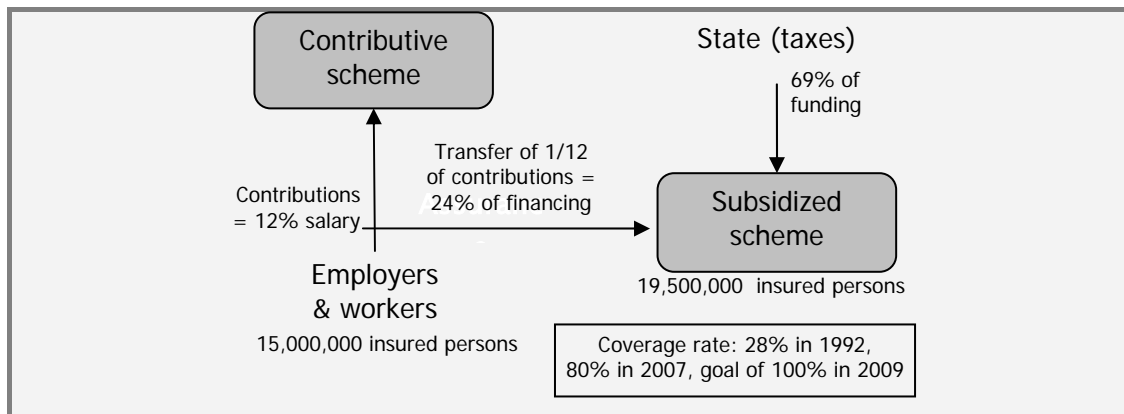 Contributive
scheme
State (taxes)
69% of
funding
Transfer of 1/12
of contributions =
24% of financing
Contributions
= 12% salary
Subsidized
scheme
Employers
& workers
19,500,000 insured persons
15,000,000 insured persons
Coverage rate: 28% in 1992,
80% in 2007, goal of 100% in 2009